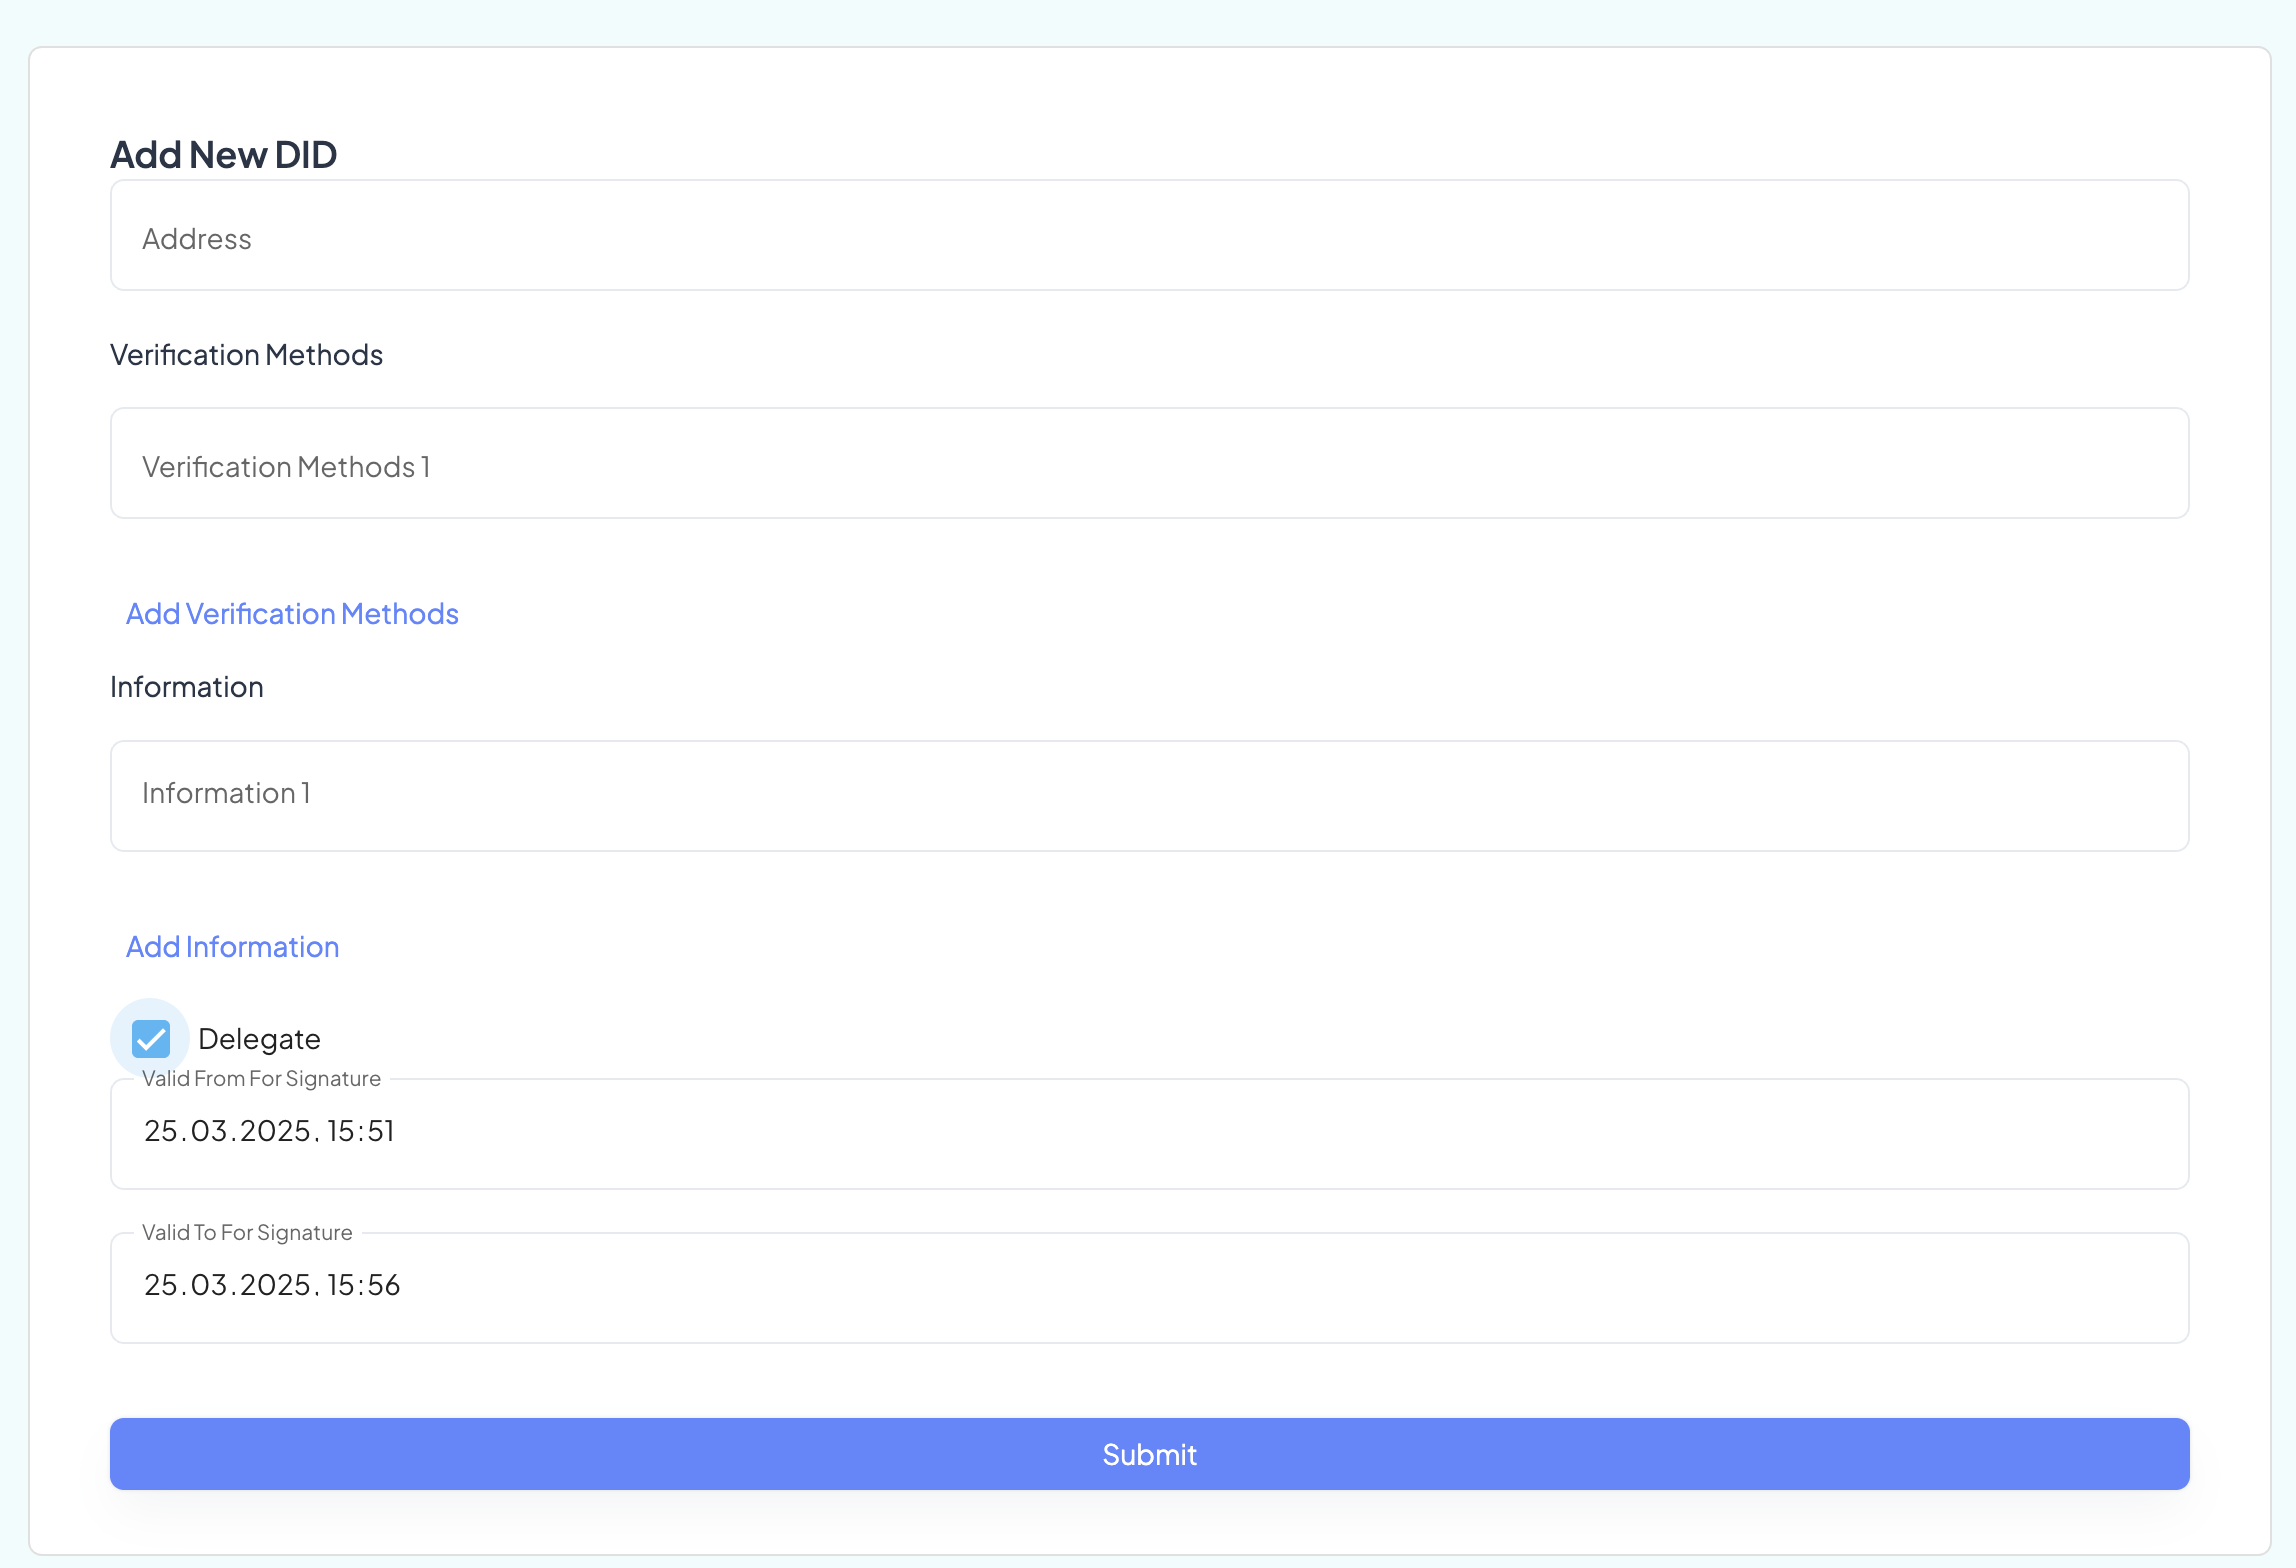 Add New DID
Address
Verification Methods
Verification Methods 1
Add Verification Methods
Information
Information 1
Add Information
Delegate
Valid From For Signature
25.03.2025, 15:51
Valid To For Signature
25.03.2025, 15:56
Submit